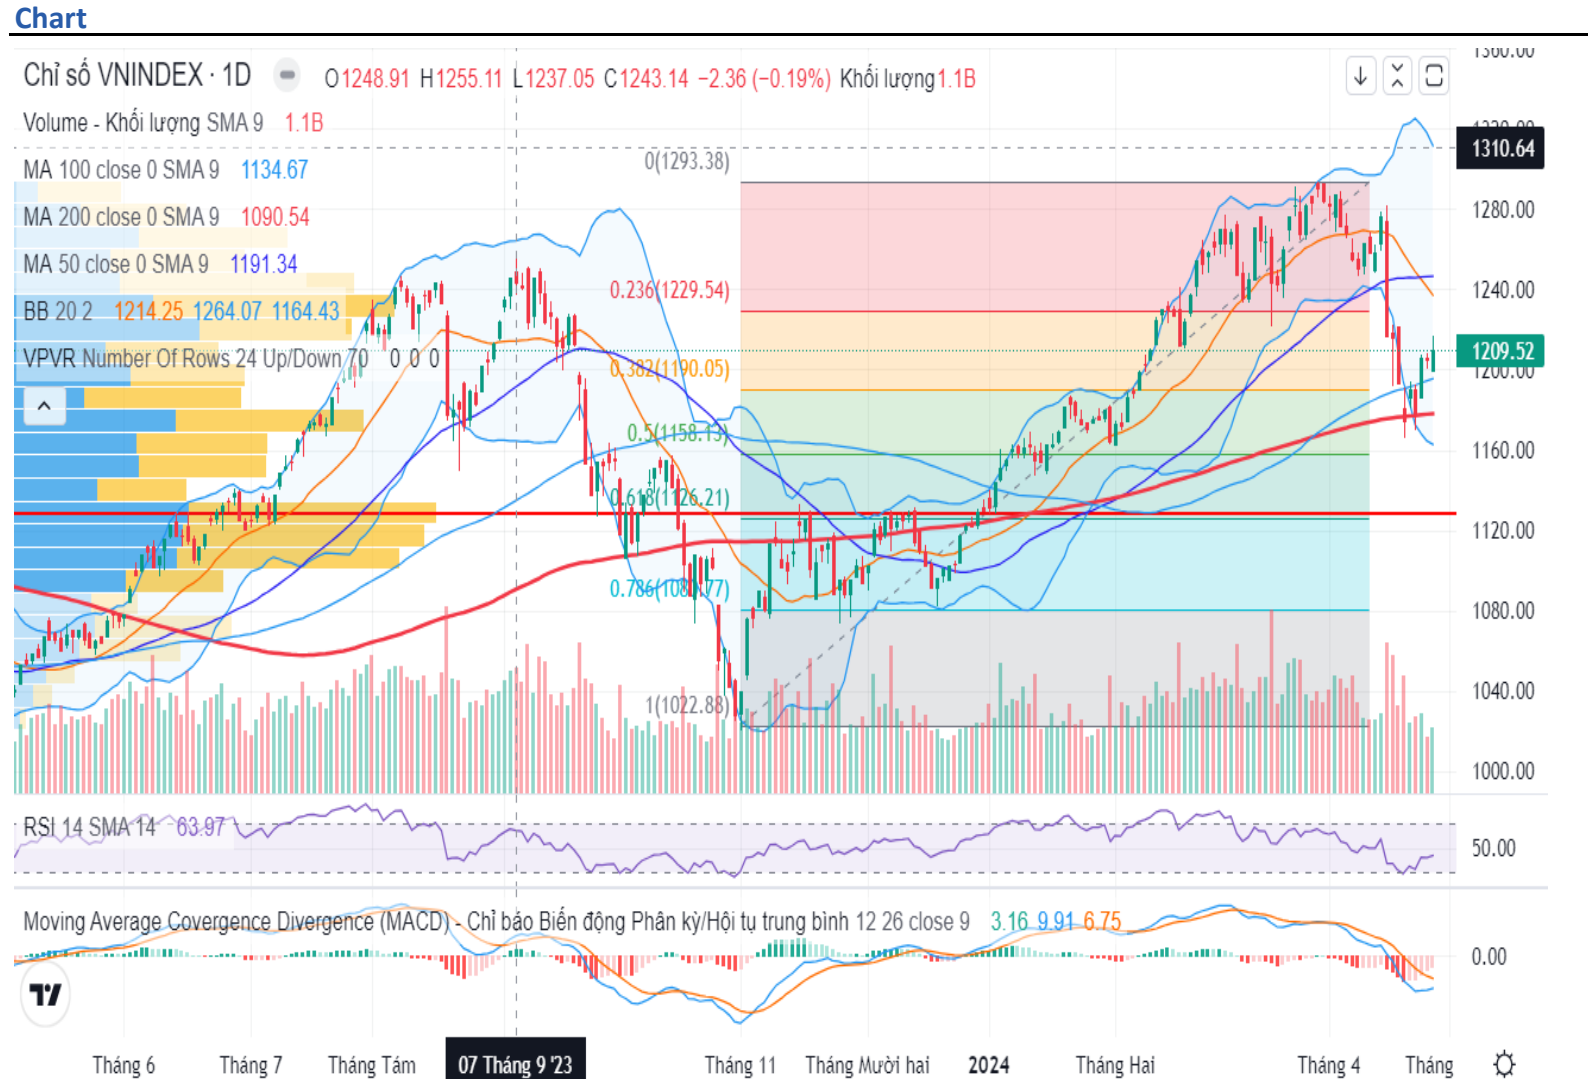 Chart
Chỉ số VNINDEX · 1D O1248.91 H1255.11 L1237.05 C1243.14 −2.36 (−0.19%) Khối lượng1.1B
Volume - Khối lượng SMA 9 1.1B
MA 100 close 0 SMA 9 1134.67
MA 200 close 0 SMA 9 1090.54
MA 50 close 0 SMA 9 1191.34
BB 20 2 1214.25 1264.07 1164.43
VPVR Number Of Rows 24 Up/Down 70 0 0 0
0(1293.38)
0.236(1229.54)
0.382(1190.05)
0.5(1158.13)
0.618(1126.21)
1(1022.88)
1360.00
1310.64
1280.00
1240.00
1209.52
1200.00
1160.00
1120.00
1080.00
1040.00
1000.00
RSI 14 SMA 14 63.97
50.00
Moving Average Covergence Divergence (MACD) - Chỉ báo Biến động Phân kỳ/Hội tụ trung bình 12 26 close 9 3.16 9.91 6.75
0.00
Tháng 6 Tháng 7 Tháng Tám 07 Tháng 9 '23 Tháng 11 Tháng Mười hai 2024 Tháng Hai Tháng 4 Tháng